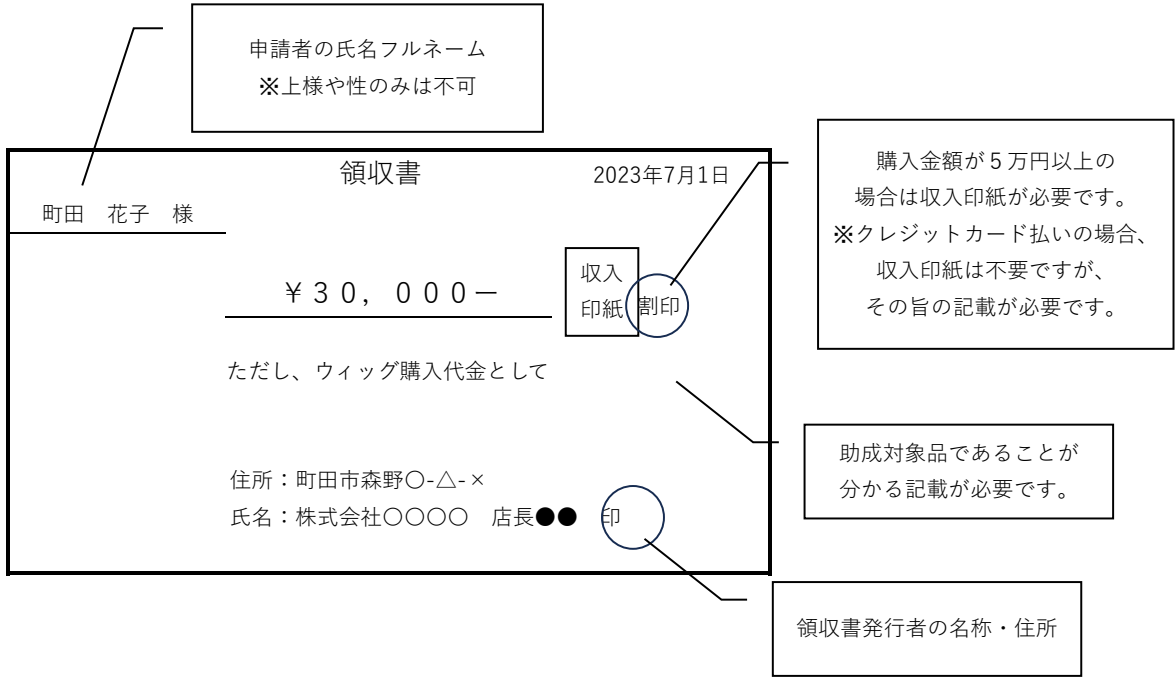 申請者の氏名フルネーム
※上様や性のみは不可
領収書
2023年7月1日
町田　花子　様
￥３０，０００－
収入
印紙
割印
ただし、ウィッグ購入代金として
住所：町田市森野〇-△-×
氏名：株式会社〇〇〇〇　店長●●　印
購入金額が５万円以上の
場合は収入印紙が必要です。
※クレジットカード払いの場合、
収入印紙は不要ですが、
その旨の記載が必要です。
助成対象品であることが
分かる記載が必要です。
領収書発行者の名称・住所